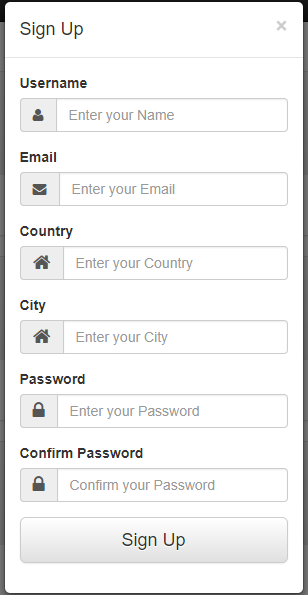 Sign Up ×
Username
Enter your Name
Email
Enter your Email
Country
Enter your Country
City
Enter your City
Password
Enter your Password
Confirm Password
Confirm your Password
Sign Up